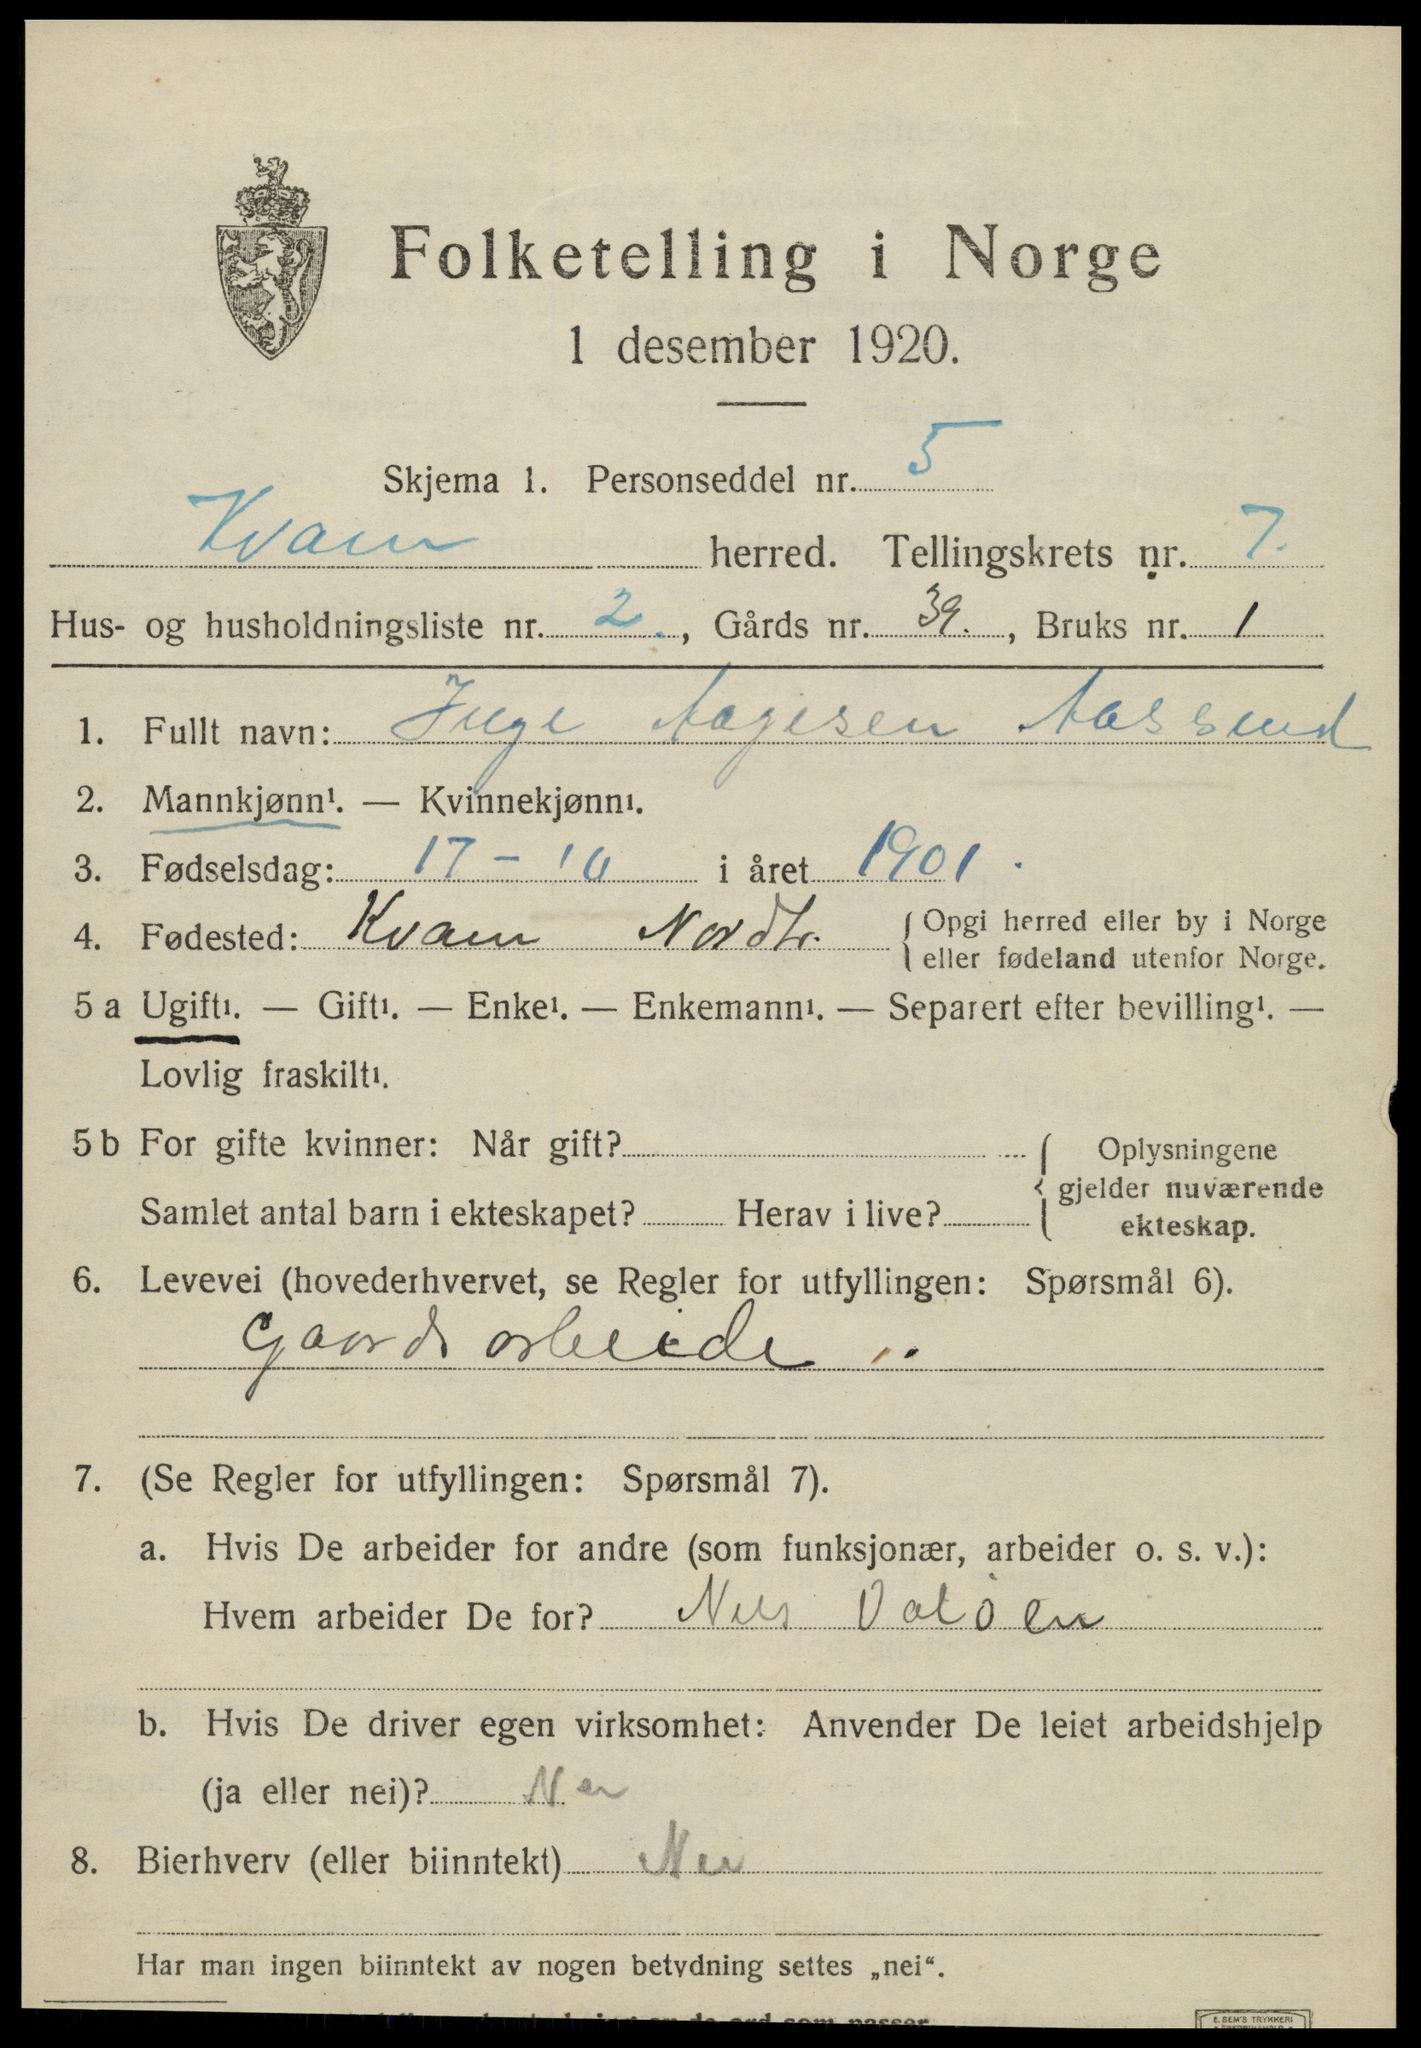 Folketelling i Norge
1 desember 1920.
Skjema 1. Personseddel nr. 5
Kvam herred. Tellingskrets nr. 7.
Hus- og husholdningsliste nr. 2., Gårds nr. 39., Bruks nr. 1
1. Fullt navn: Inge Aagesen
2. Mannkjønn¹. — Kvinnekjønn¹.
3. Fødselsdag: 17 - 10 i året 1901.
4. Fødested: Kvam Nordtr. { Opgi herred eller by i Norge
eller fødeland utenfor Norge.
5 a Ugift¹. — Gift¹. — Enke¹. — Enkemann¹. — Separert efter bevilling¹. —
Lovlig fraskilt¹.
5 b For gifte kvinner: Når gift? { Oplysningene
gjelder nuværende
Samlet antal barn i ekteskapet? Herav i live?
ekteskap.
6. Levevei (hovederhvervet, se Regler for utfyllingen: Spørsmål 6).
Gaardsarbeide
7. (Se Regler for utfyllingen: Spørsmål 7).
a. Hvis De arbeider for andre (som funksjonær, arbeider o. s. v.):
Hvem arbeider De for? Nils Valøen
b. Hvis De driver egen virksomhet: Anvender De leiet arbeidshjelp
(ja eller nei)? Nei
8. Bierhverv (eller biinntekt) Nei
Har man ingen biinntekt av nogen betydning settes „nei“.
E. SEM'S TRYKKERI